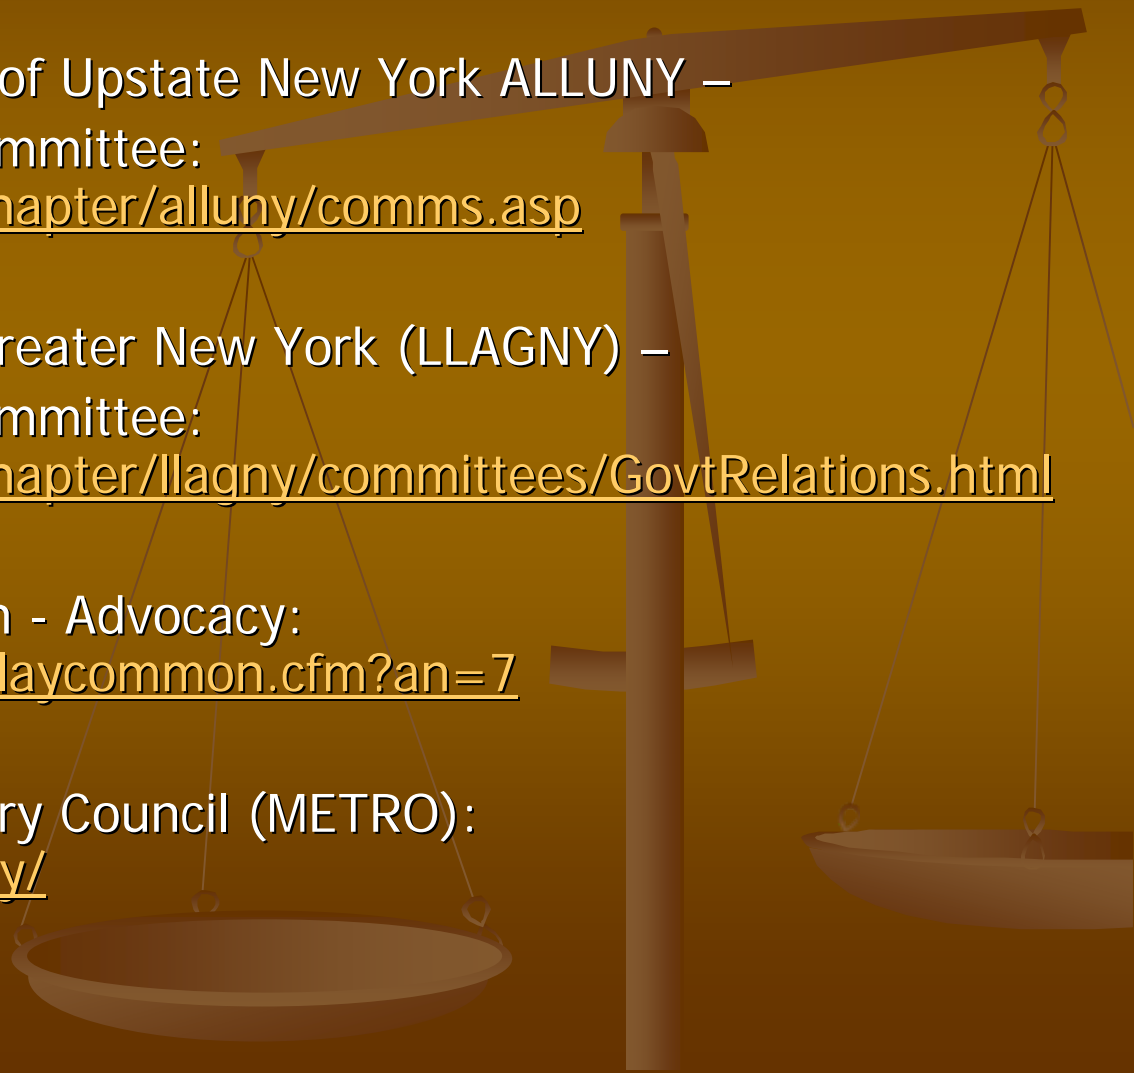 of Upstate New York ALLUNY –
mmittee:
hapter/alluny/comms.asp
reater New York (LLAGNY) –
mmittee:
hapter/llagny/committees/GovtRelations.html
n - Advocacy:
laycommon.cfm?an=7
ry Council (METRO):
y/